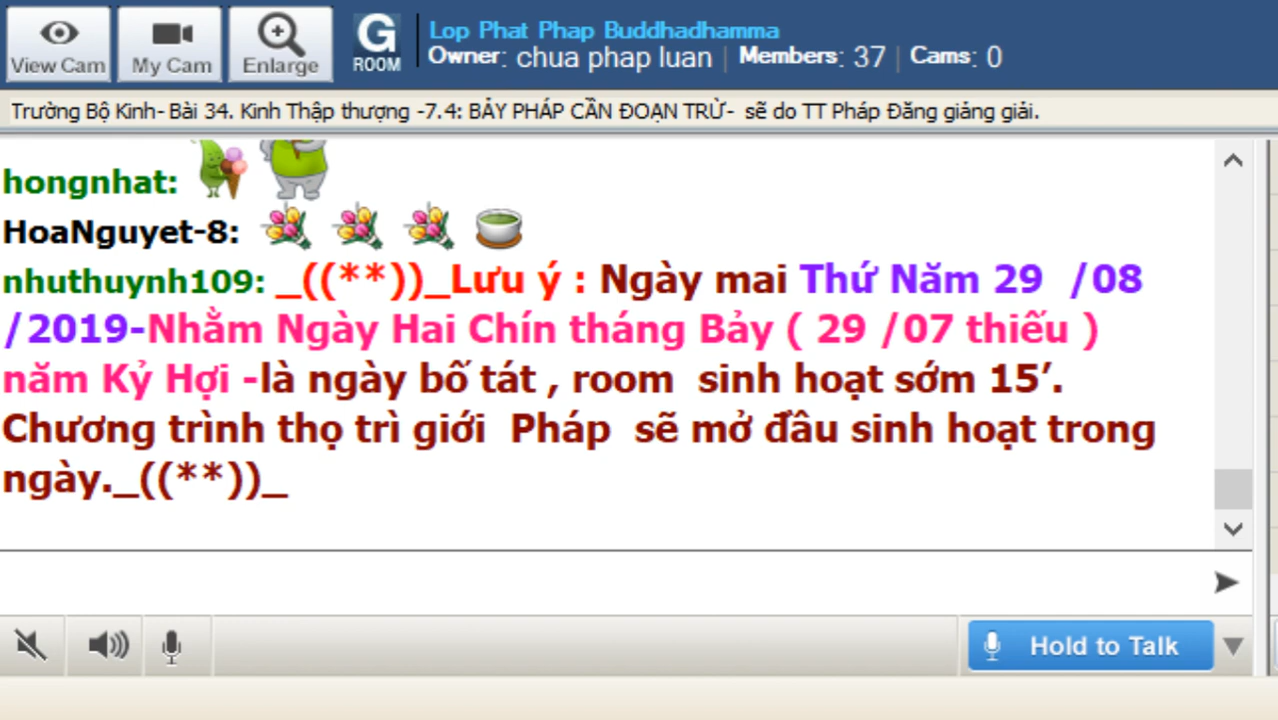 View Cam
My Cam
Enlarge
G
ROOM
Lop Phat Phap Buddhadhamma
Owner: chua phap luan | Members: 37 | Cams: 0
Trường Bộ Kinh- Bài 34. Kinh Thập thượng -7.4: BẢY PHÁP CẦN ĐOẠN TRỪ- sẽ do TT Pháp Đăng giảng giải.
hongnhat:
HoaNguyet-8:
nhuthuynh109: _((**))_Lưu ý : Ngày mai Thứ Năm 29 /08
/2019-Nhằm Ngày Hai Chín tháng Bảy ( 29 /07 thiếu )
năm Kỷ Hợi -là ngày bố tát , room sinh hoạt sớm 15’.
Chương trình thọ trì giới Pháp sẽ mở đầu sinh hoạt trong
ngày._((**))_
Hold to Talk